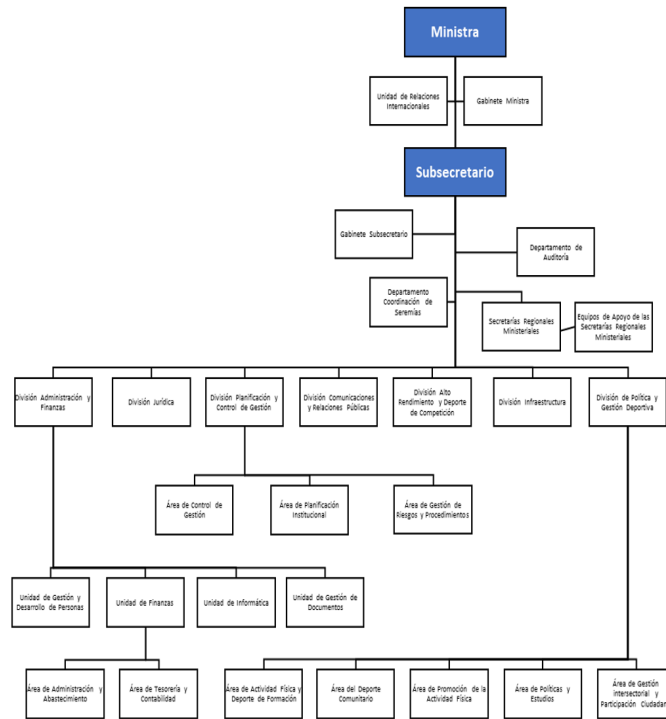 Ministra
Unidad de Relaciones
Internacionales
Gabinete Ministra
Subsecretario
Gabinete Subsecretario
Departamento de
Auditoría
Departamento
Coordinación de
Seremías
Secretarías Regionales
Ministeriales
Equipos de Apoyo de las
Secretarías Regionales
Ministeriales
División Administración y
Finanzas
División Jurídica
División Planificación y
Control de Gestión
División Comunicaciones
y Relaciones Públicas
División Alto
Rendimiento y Deporte
de Competición
División Infraestructura
División de Política y
Gestión Deportiva
Área de Control de
Gestión
Área de Planificación
Institucional
Área de Gestión de
Riesgos y Procedimientos
Unidad de Gestión y
Desarrollo de Personas
Unidad de Finanzas
Unidad de Informática
Unidad de Gestión de
Documentos
Área de Administración y
Abastecimiento
Área de Tesorería y
Contabilidad
Área de Actividad Física y
Deporte de Formación
Área del Deporte
Comunitario
Área de Promoción de la
Actividad Física
Área de Políticas y
Estudios
Área de Gestión
intersectorial y
Participación Ciudadan